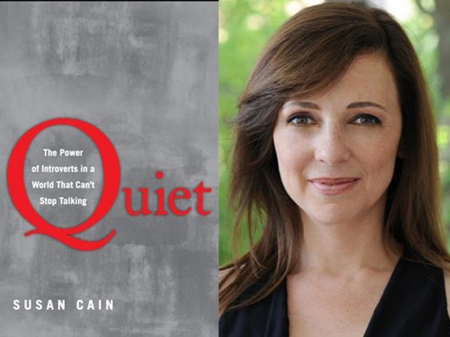 The Power
of Introverts in a
World That Can't
Stop Talking
Quiet
SUSAN CAIN